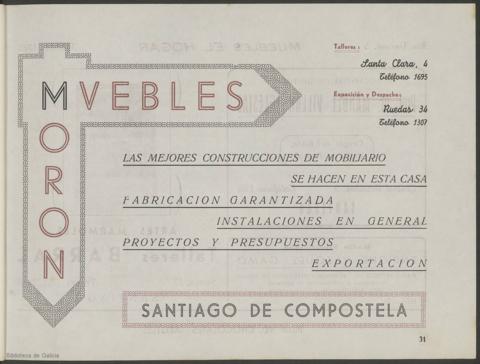 Talleres:
Santa Clara, 4
Teléfono 1695
Exposición y Despacho:
Ruedas 34
Teléfono 1307
MVEBLES
MORON
LAS MEJORES CONSTRUCCIONES DE MOBILIARIO
SE HACEN EN ESTA CASA
FABRICACION GARANTIZADA
INSTALACIONES EN GENERAL
PROYECTOS Y PRESUPUESTOS
EXPORTACION
SANTIAGO DE COMPOSTELA
31
Biblioteca de Galicia